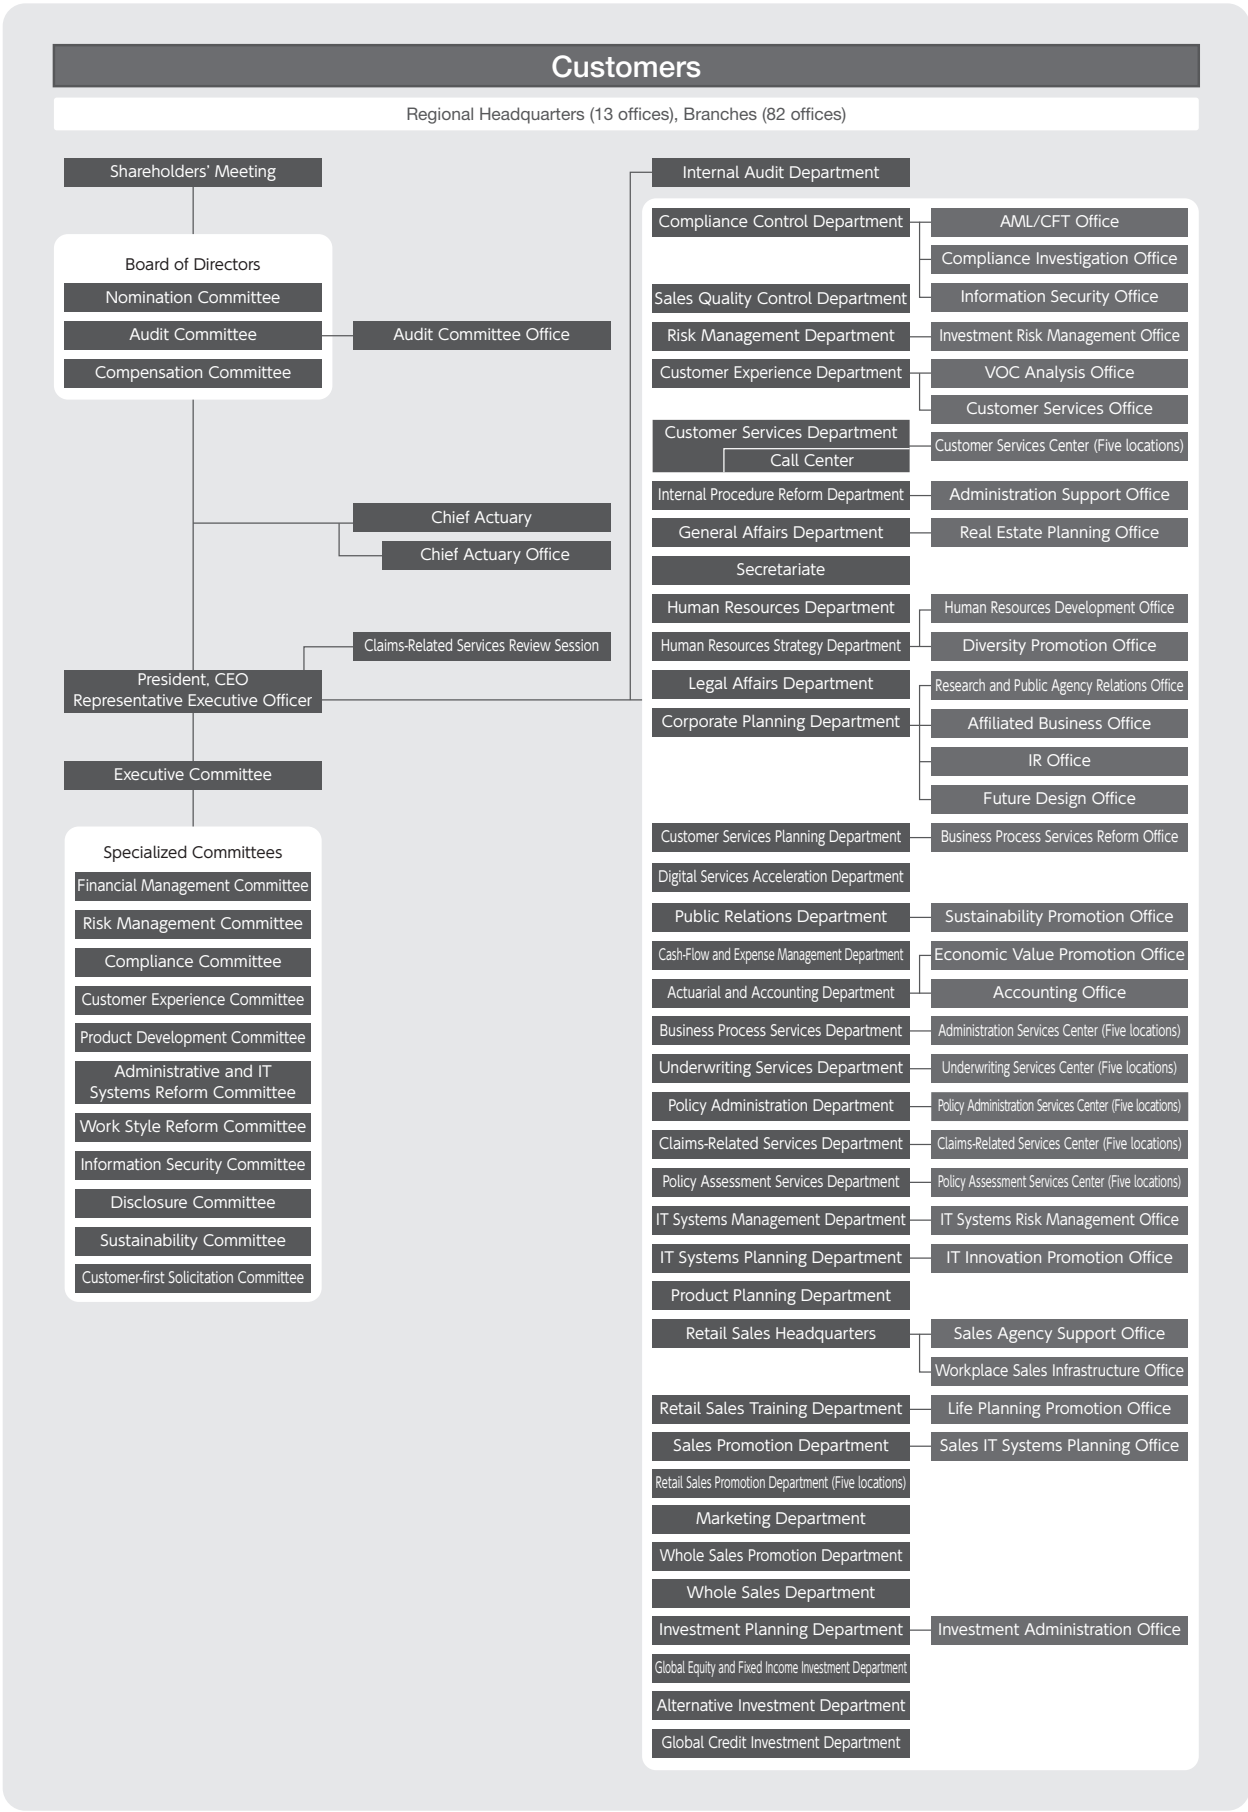 Customers
Regional Headquarters (13 offices), Branches (82 offices)
Shareholders’ Meeting
Board of Directors
Nomination Committee
Audit Committee
Audit Committee Office
Compensation Committee
Chief Actuary
Chief Actuary Office
Claims-Related Services Review Session
President, CEO
Representative Executive Officer
Executive Committee
Specialized Committees
Financial Management Committee
Risk Management Committee
Compliance Committee
Customer Experience Committee
Product Development Committee
Administrative and IT
Systems Reform Committee
Work Style Reform Committee
Information Security Committee
Disclosure Committee
Sustainability Committee
Customer-first Solicitation Committee
Internal Audit Department
Compliance Control Department
AML/CFT Office
Compliance Investigation Office
Information Security Office
Sales Quality Control Department
Risk Management Department
Investment Risk Management Office
Customer Experience Department
VOC Analysis Office
Customer Services Office
Customer Services Department
Call Center
Customer Services Center (Five locations)
Internal Procedure Reform Department
Administration Support Office
General Affairs Department
Real Estate Planning Office
Secretariate
Human Resources Department
Human Resources Development Office
Human Resources Strategy Department
Diversity Promotion Office
Legal Affairs Department
Research and Public Agency Relations Office
Corporate Planning Department
Affiliated Business Office
IR Office
Future Design Office
Customer Services Planning Department
Business Process Services Reform Office
Digital Services Acceleration Department
Public Relations Department
Sustainability Promotion Office
Cash-Flow and Expense Management Department
Economic Value Promotion Office
Actuarial and Accounting Department
Accounting Office
Business Process Services Department
Administration Services Center (Five locations)
Underwriting Services Department
Underwriting Services Center (Five locations)
Policy Administration Department
Policy Administration Services Center (Five locations)
Claims-Related Services Department
Claims-Related Services Center (Five locations)
Policy Assessment Services Department
Policy Assessment Services Center (Five locations)
IT Systems Management Department
IT Systems Risk Management Office
IT Systems Planning Department
IT Innovation Promotion Office
Product Planning Department
Retail Sales Headquarters
Sales Agency Support Office
Workplace Sales Infrastructure Office
Retail Sales Training Department
Life Planning Promotion Office
Sales Promotion Department
Sales IT Systems Planning Office
Retail Sales Promotion Department (Five locations)
Marketing Department
Whole Sales Promotion Department
Whole Sales Department
Investment Planning Department
Investment Administration Office
Global Equity and Fixed Income Investment Department
Alternative Investment Department
Global Credit Investment Department